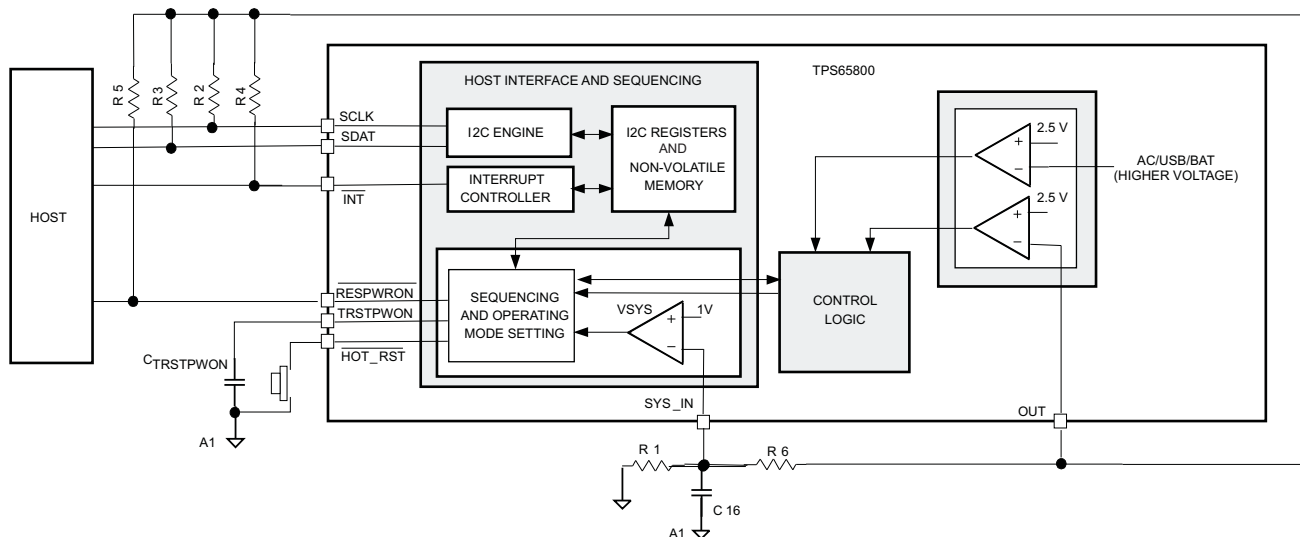 R 5
R 3
R 2
R 4
HOST
SCLK
SDAT
INT
RESPWRON
TRSTPWON
HOT_RST
CTRSTPWON
A1
HOST INTERFACE AND SEQUENCING
I2C ENGINE
INTERRUPT
CONTROLLER
I2C REGISTERS
AND
NON-VOLATILE
MEMORY
SEQUENCING
AND OPERATING
MODE SETTING
VSYS
+
−
1V
TPS65800
CONTROL
LOGIC
2.5 V
+
−
2.5 V
+
−
AC/USB/BAT
(HIGHER VOLTAGE)
SYS_IN
OUT
R 1
R 6
C 16
A1